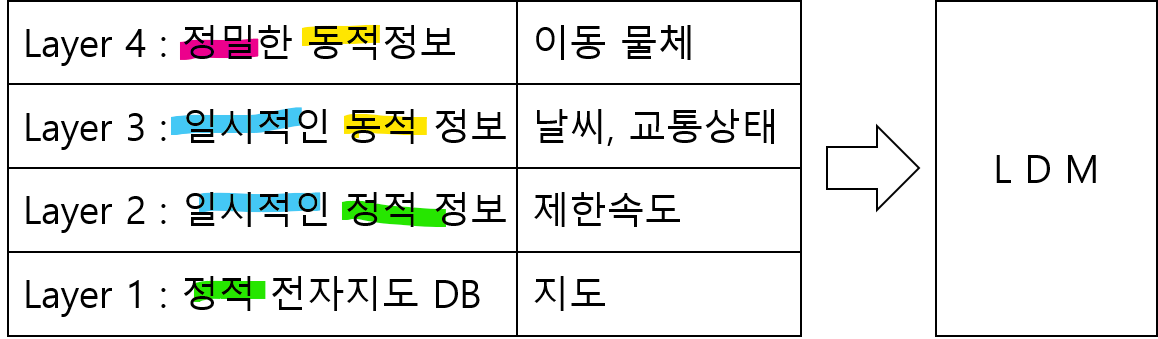 Layer 4 : 정밀한 동적정보 이동 물체
Layer 3 : 일시적인 동적 정보 날씨, 교통상태
Layer 2 : 일시적인 정적 정보 제한속도
Layer 1 : 정적 전자지도 DB 지도
L D M